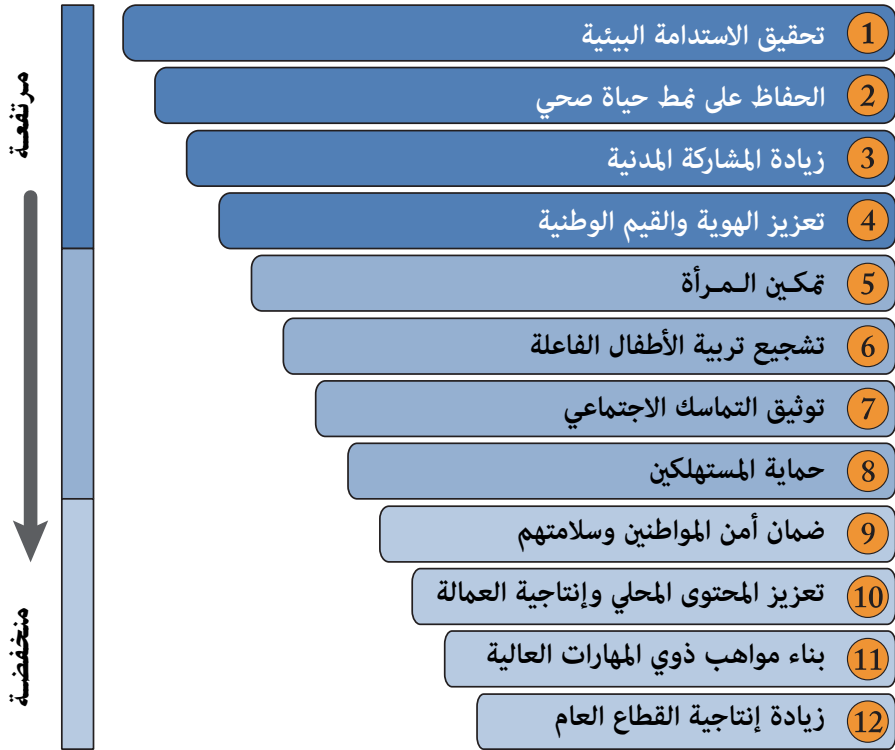 مرتفعة
1 تحقيق الاستدامة البيئية
2 الحفاظ على نمط حياة صحي
3 زيادة المشاركة المدنية
4 تعزيز الهوية والقيم الوطنية
5 تمكـين الـمـرأة
6 تشجيع تربية الأطفال الفاعلة
7 توثيق التماسك الاجتماعي
8 حماية المستهلكين
9 ضمان أمن المواطنين وسلامتهم
10 تعزيز المحتوى المحلي وإنتاجية العمالة
11 بناء مواهب ذوي المهارات العالية
12 زيادة إنتاجية القطاع العام
منخفضة